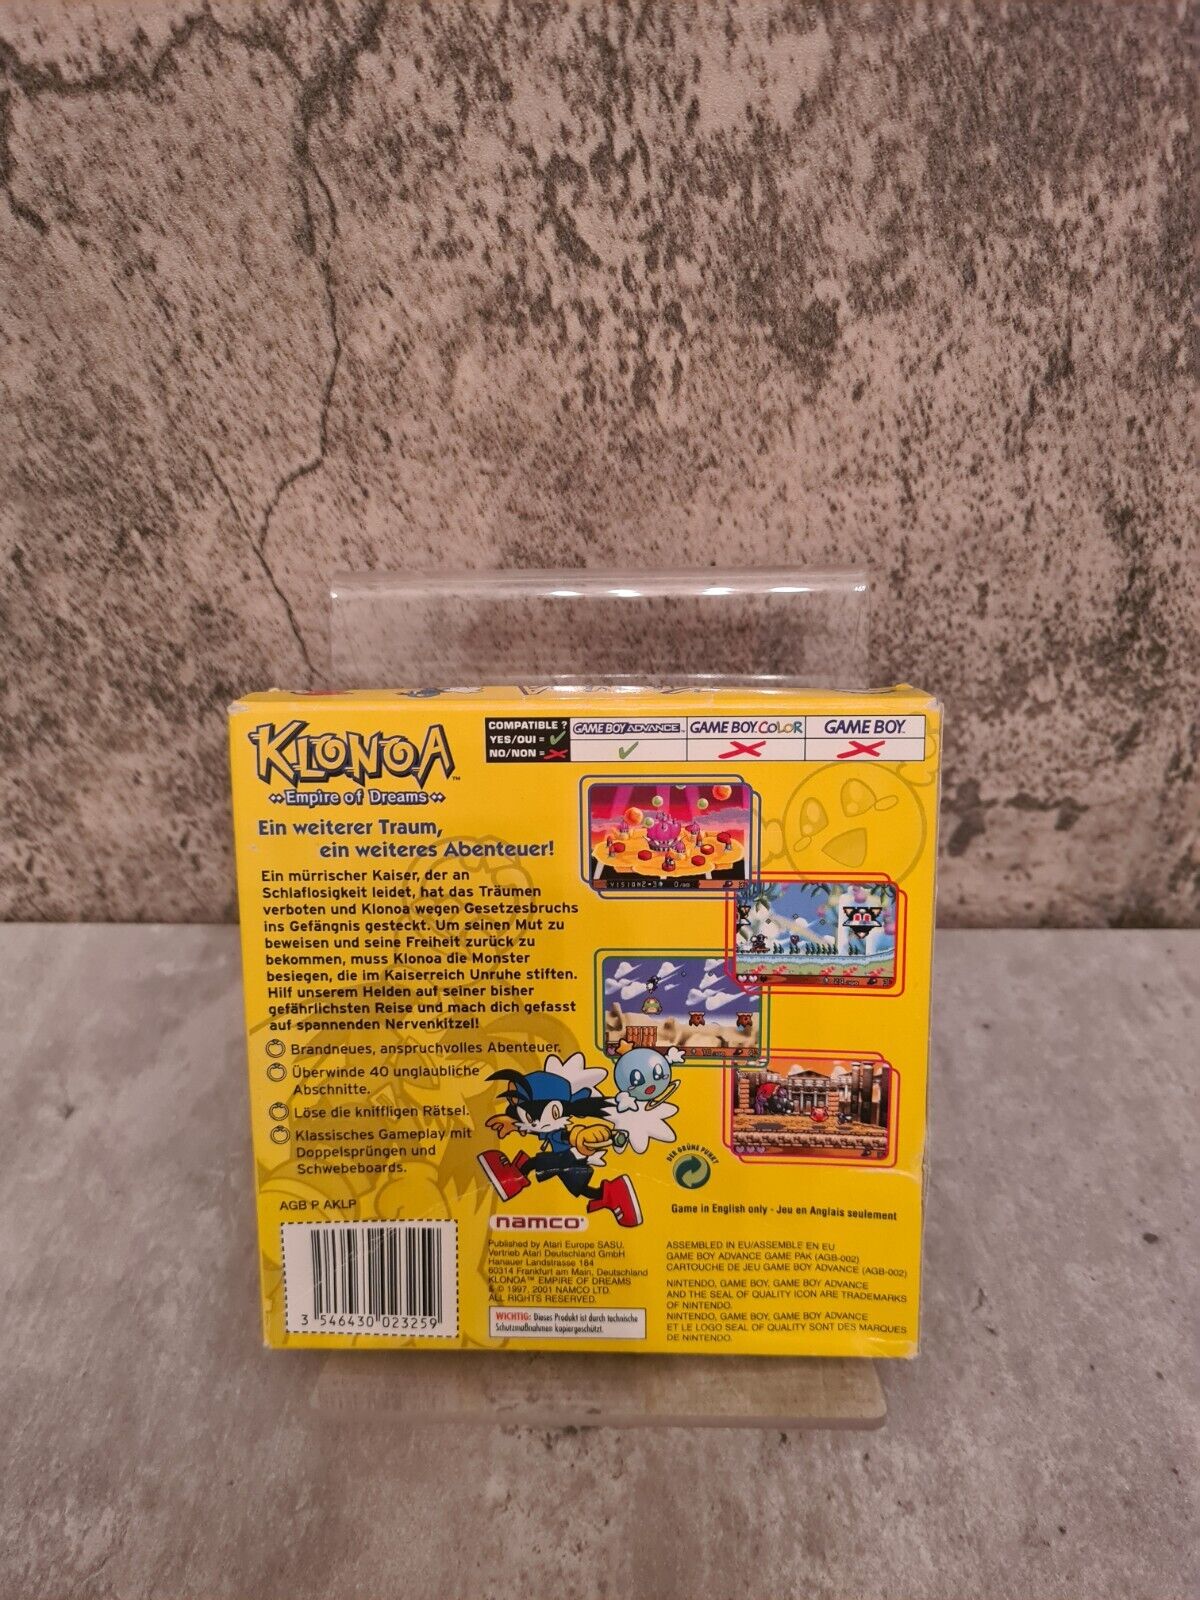 KLONOA™
Empire of Dreams
COMPATIBLE ?
YES/OUI = ✓
NO/NON = ✗
GAME BOY ADVANCE
GAME BOY COLOR
GAME BOY
Ein weiterer Traum,
ein weiteres Abenteuer!
Ein mürrischer Kaiser, der an
Schlaflosigkeit leidet, hat das Träumen
verboten und Klonoa wegen Gesetzesbruchs
ins Gefängnis gesteckt. Um seinen Mut zu
beweisen und seine Freiheit zurück zu
bekommen, muss Klonoa die Monster
besiegen, die im Kaiserreich Unruhe stiften.
Hilf unserem Helden auf seiner bisher
gefährlichsten Reise und mach dich gefasst
auf spannenden Nervenkitzel!
Brandneues, anspruchvolles Abenteuer.
Überwinde 40 unglaubliche
Abschnitte.
Löse die kniffligen Rätsel.
Klassisches Gameplay mit
Doppelsprüngen und
Schwebeboards.
VISION
DER GRÜNE PUNKT
AGB P AKLP
3 546430 023259
namco
Published by Atari Europe SASU.
Vertrieb Atari Deutschland GmbH
Hanauer Landstrasse 184
60314 Frankfurt am Main, Deutschland
KLONOA™ EMPIRE OF DREAMS
& © 1997, 2001 NAMCO LTD.
ALL RIGHTS RESERVED.
WICHTIG: Dieses Produkt ist durch technische
Schutzmaßnahmen kopiergeschützt.
Game in English only - Jeu en Anglais seulement
ASSEMBLED IN EU/ASSEMBLE EN EU
GAME BOY ADVANCE GAME PAK (AGB-002)
CARTOUCHE DE JEU GAME BOY ADVANCE (AGB-002)
NINTENDO, GAME BOY, GAME BOY ADVANCE
AND THE SEAL OF QUALITY ICON ARE TRADEMARKS
OF NINTENDO.
NINTENDO, GAME BOY, GAME BOY ADVANCE
ET LE LOGO SEAL OF QUALITY SONT DES MARQUES
DE NINTENDO.